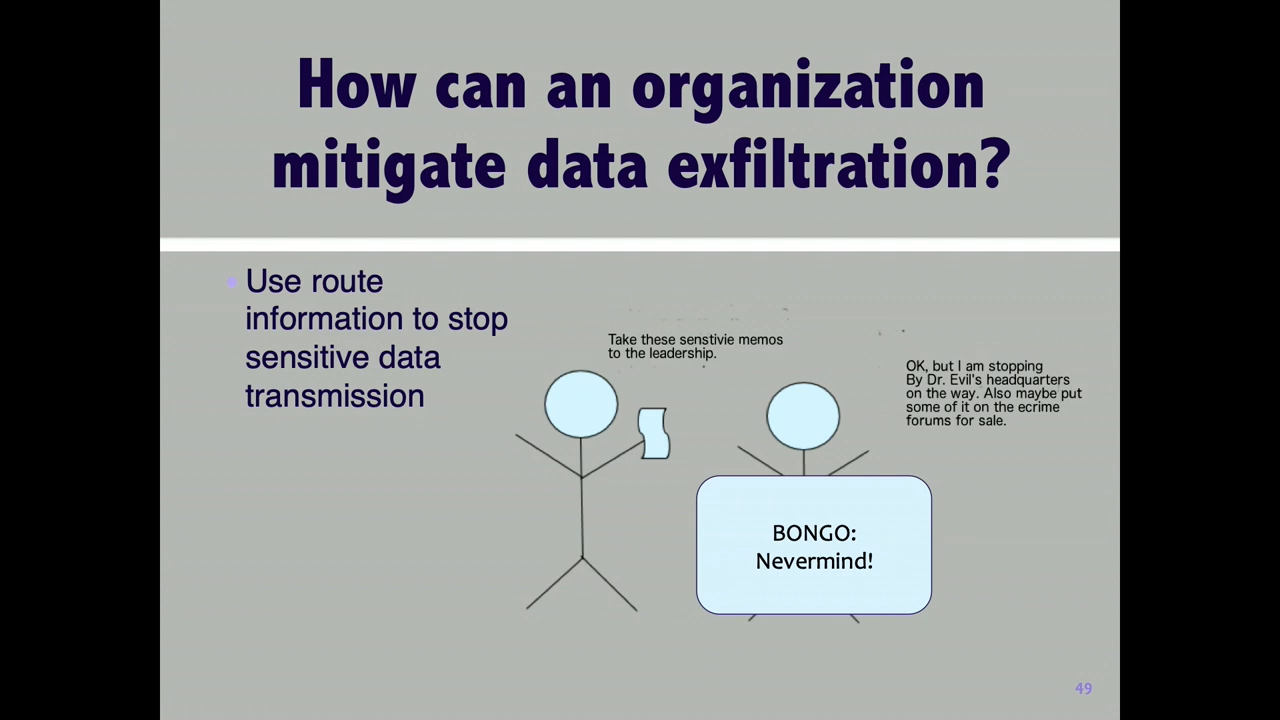 How can an organization
mitigate data exfiltration?
• Use route
information to stop
sensitive data
transmission
Take these senstivie memos
to the leadership.
OK, but I am stopping
By Dr. Evil's headquarters
on the way. Also maybe put
some of it on the ecrime
forums for sale.
BONGO:
Nevermind!
49